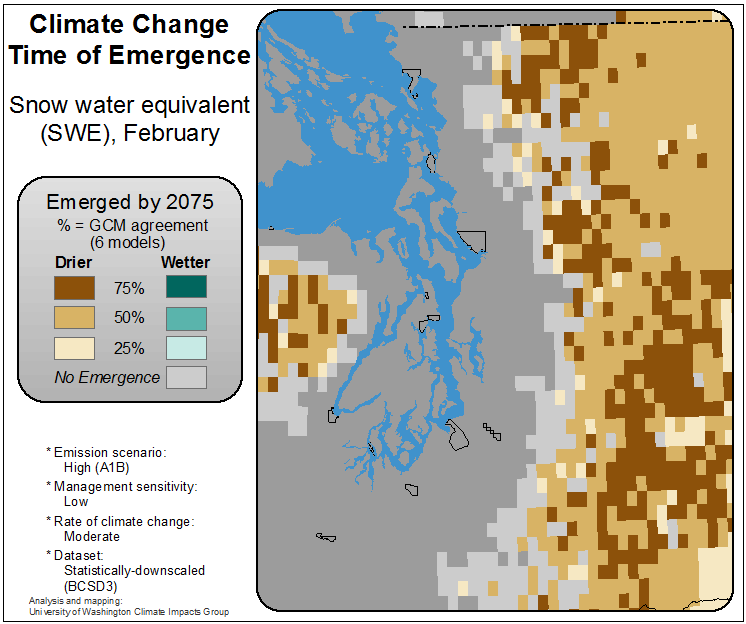 Climate Change
Time of Emergence
Snow water equivalent
(SWE), February
Emerged by 2075
% = GCM agreement
(6 models)
Drier Wetter
75%
50%
25%
No Emergence
* Emission scenario:
High (A1B)
* Management sensitivity:
Low
* Rate of climate change:
Moderate
* Dataset:
Statistically-downscaled
(BCSD3)
Analysis and mapping:
University of Washington Climate Impacts Group